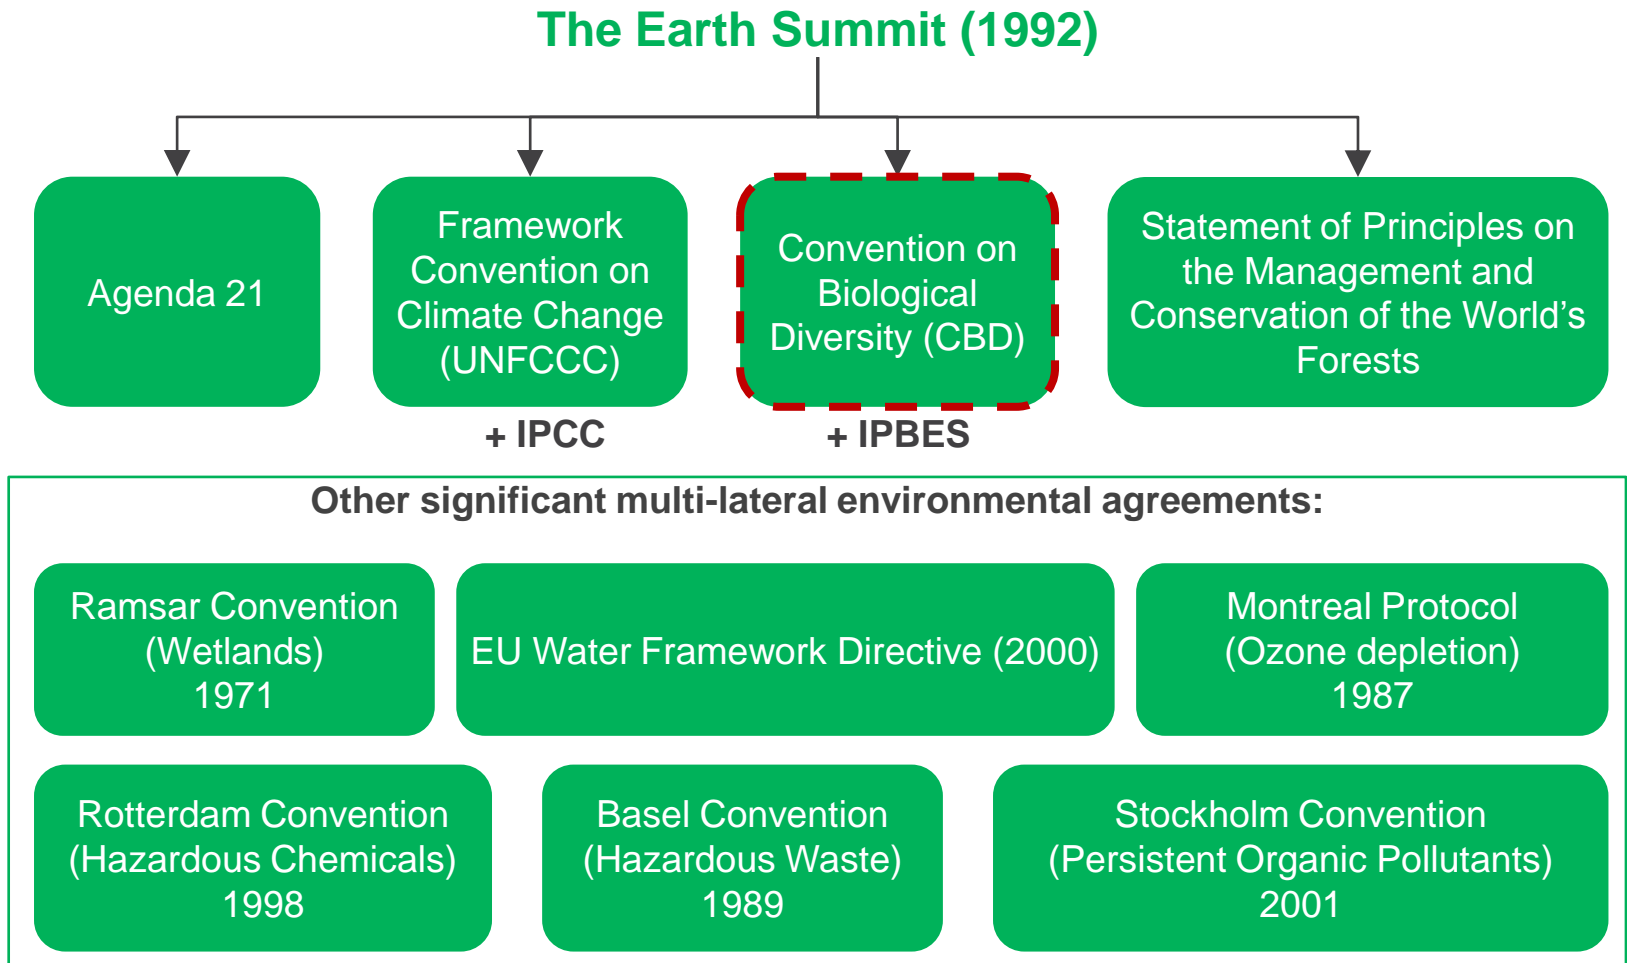 The Earth Summit (1992)
Agenda 21
Framework
Convention on
Climate Change
(UNFCCC)
Convention on
Biological
Diversity (CBD)
Statement of Principles on
the Management and
Conservation of the World’s
Forests
+ IPCC
+ IPBES
Other significant multi-lateral environmental agreements:
Ramsar Convention
(Wetlands)
1971
EU Water Framework Directive (2000)
Montreal Protocol
(Ozone depletion)
1987
Rotterdam Convention
(Hazardous Chemicals)
1998
Basel Convention
(Hazardous Waste)
1989
Stockholm Convention
(Persistent Organic Pollutants)
2001